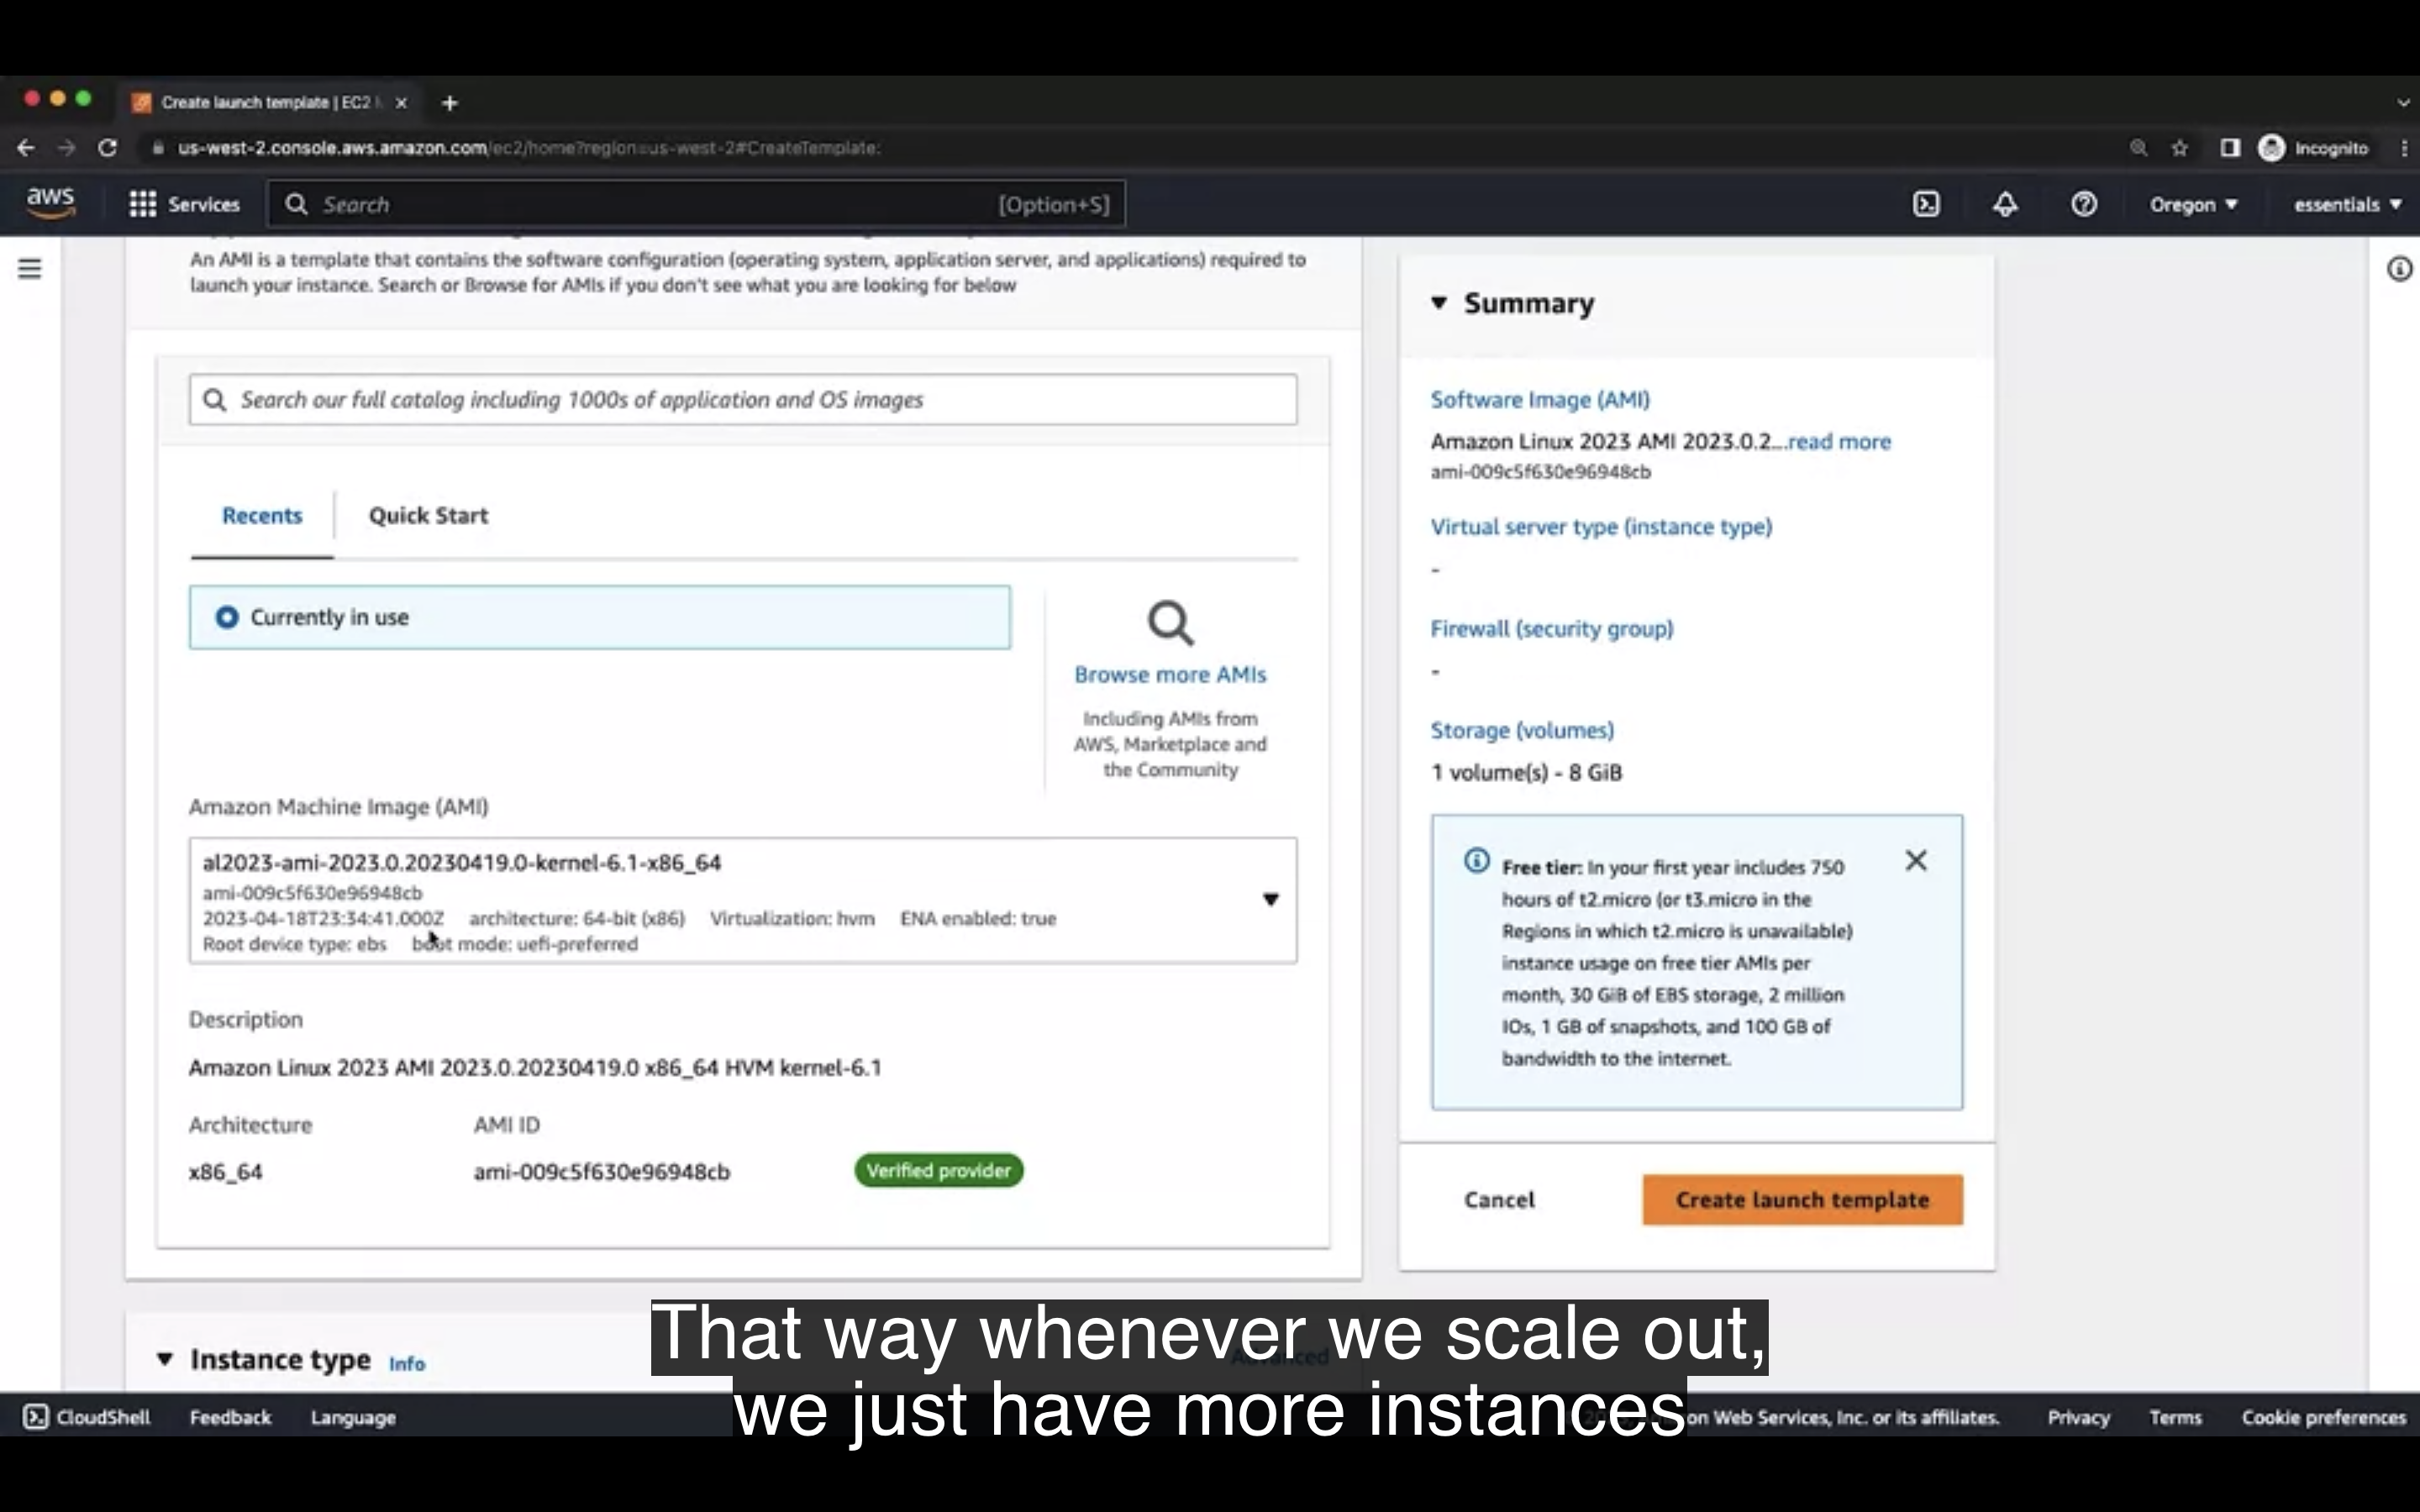 Create launch template | EC2
us-west-2.console.aws.amazon.com/ec2/home?region=us-west-2#CreateTemplate:
Incognito
aws
Services
Search
[Option+S]
Oregon
essentials
An AMI is a template that contains the software configuration (operating system, application server, and applications) required to
launch your instance. Search or Browse for AMIs if you don't see what you are looking for below
Search our full catalog including 1000s of application and OS images
Recents
Quick Start
Currently in use
Browse more AMIs
Including AMIs from
AWS, Marketplace and
the Community
Amazon Machine Image (AMI)
al2023-ami-2023.0.20230419.0-kernel-6.1-x86_64
ami-009c5f630e96948cb
2023-04-18T23:34:41.000Z architecture: 64-bit (x86) Virtualization: hvm ENA enabled: true
Root device type: ebs boot mode: uefi-preferred
Description
Amazon Linux 2023 AMI 2023.0.20230419.0 x86_64 HVM kernel-6.1
Architecture
AMI ID
x86_64
ami-009c5f630e96948cb
Verified provider
Instance type Info
Advanced
Summary
Software Image (AMI)
Amazon Linux 2023 AMI 2023.0.2...read more
ami-009c5f630e96948cb
Virtual server type (instance type)
-
Firewall (security group)
-
Storage (volumes)
1 volume(s) - 8 GiB
Free tier: In your first year includes 750
hours of t2.micro (or t3.micro in the
Regions in which t2.micro is unavailable)
instance usage on free tier AMIs per
month, 30 GiB of EBS storage, 2 million
IOs, 1 GB of snapshots, and 100 GB of
bandwidth to the internet.
Cancel
Create launch template
That way whenever we scale out,
we just have more instances
CloudShell
Feedback
Language
on Web Services, Inc. or its affiliates.
Privacy
Terms
Cookie preferences